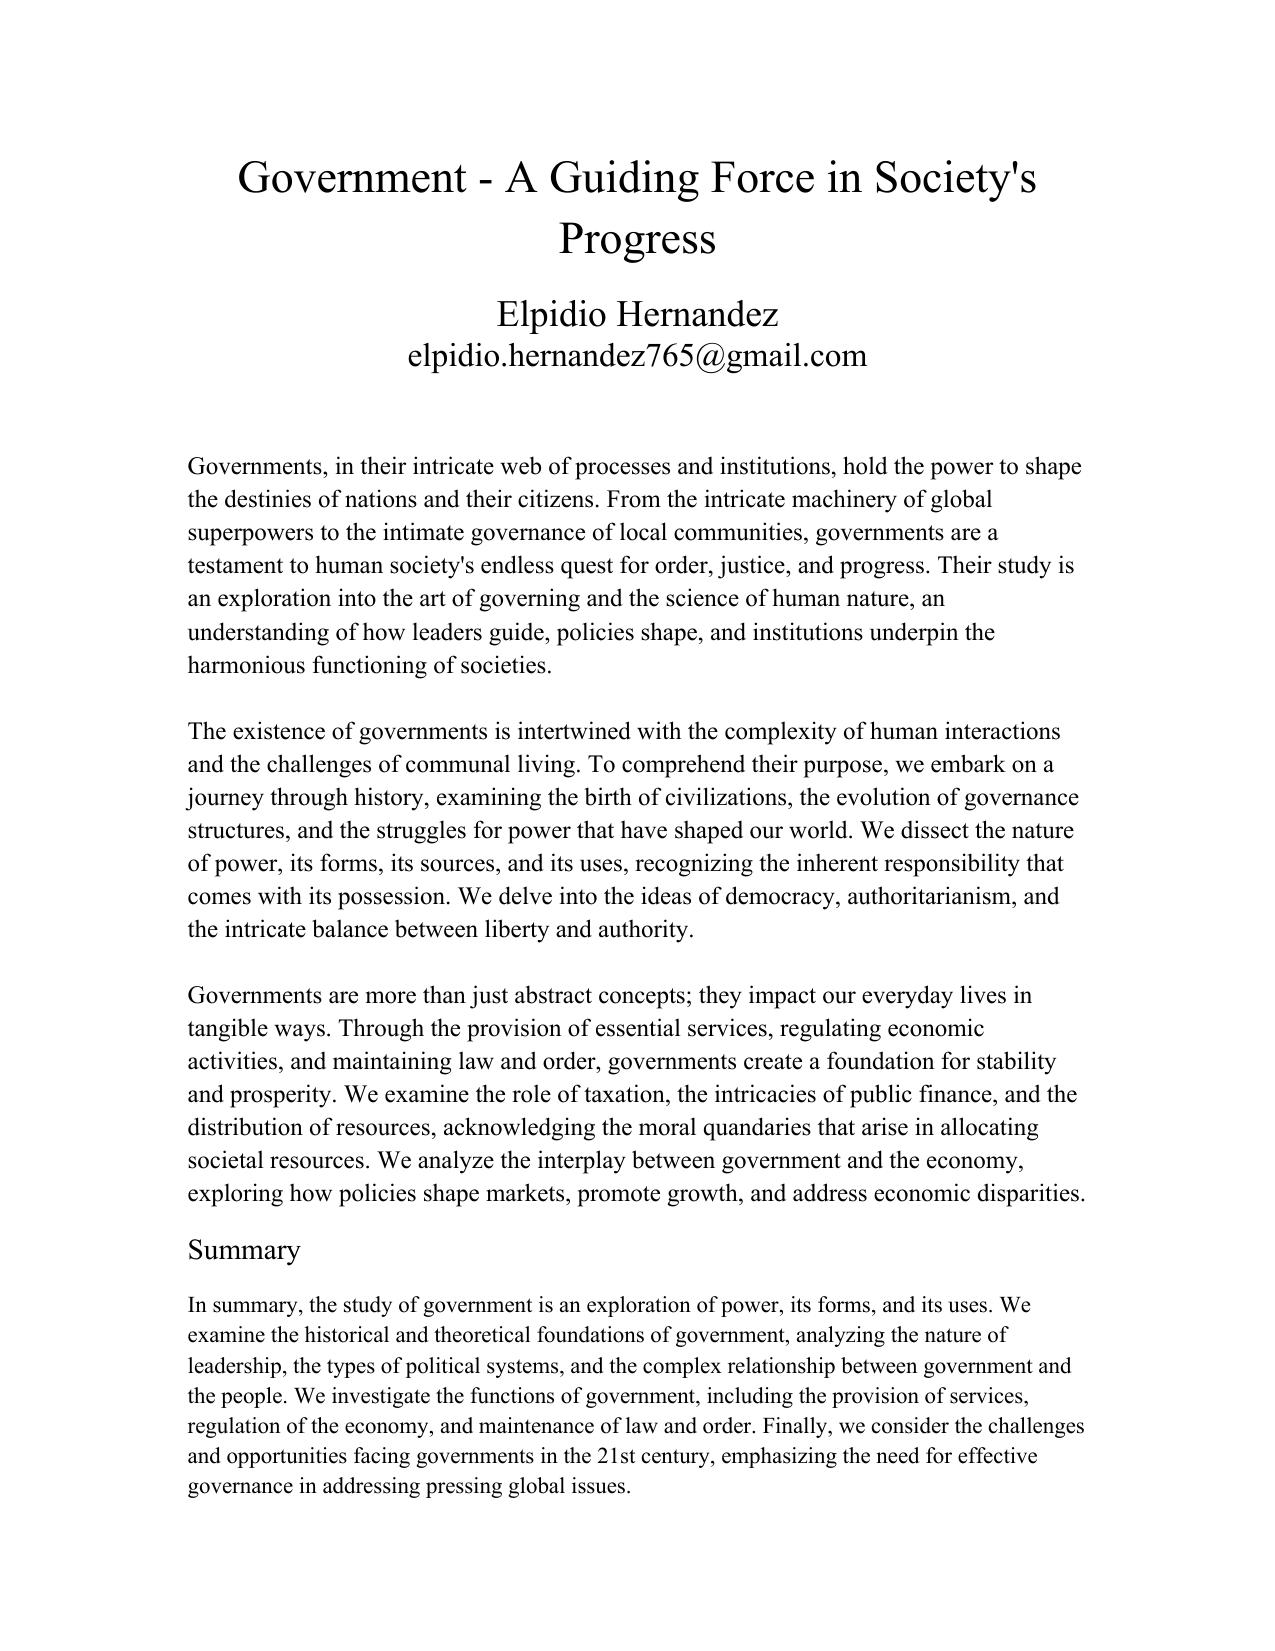 Government - A Guiding Force in Society's
Progress
Elpidio Hernandez
elpidio.hernandez765@gmail.com
Governments, in their intricate web of processes and institutions, hold the power to shape
the destinies of nations and their citizens. From the intricate machinery of global
superpowers to the intimate governance of local communities, governments are a
testament to human society's endless quest for order, justice, and progress. Their study is
an exploration into the art of governing and the science of human nature, an
understanding of how leaders guide, policies shape, and institutions underpin the
harmonious functioning of societies.
The existence of governments is intertwined with the complexity of human interactions
and the challenges of communal living. To comprehend their purpose, we embark on a
journey through history, examining the birth of civilizations, the evolution of governance
structures, and the struggles for power that have shaped our world. We dissect the nature
of power, its forms, its sources, and its uses, recognizing the inherent responsibility that
comes with its possession. We delve into the ideas of democracy, authoritarianism, and
the intricate balance between liberty and authority.
Governments are more than just abstract concepts; they impact our everyday lives in
tangible ways. Through the provision of essential services, regulating economic
activities, and maintaining law and order, governments create a foundation for stability
and prosperity. We examine the role of taxation, the intricacies of public finance, and the
distribution of resources, acknowledging the moral quandaries that arise in allocating
societal resources. We analyze the interplay between government and the economy,
exploring how policies shape markets, promote growth, and address economic disparities.
Summary
In summary, the study of government is an exploration of power, its forms, and its uses. We
examine the historical and theoretical foundations of government, analyzing the nature of
leadership, the types of political systems, and the complex relationship between government and
the people. We investigate the functions of government, including the provision of services,
regulation of the economy, and maintenance of law and order. Finally, we consider the challenges
and opportunities facing governments in the 21st century, emphasizing the need for effective
governance in addressing pressing global issues.